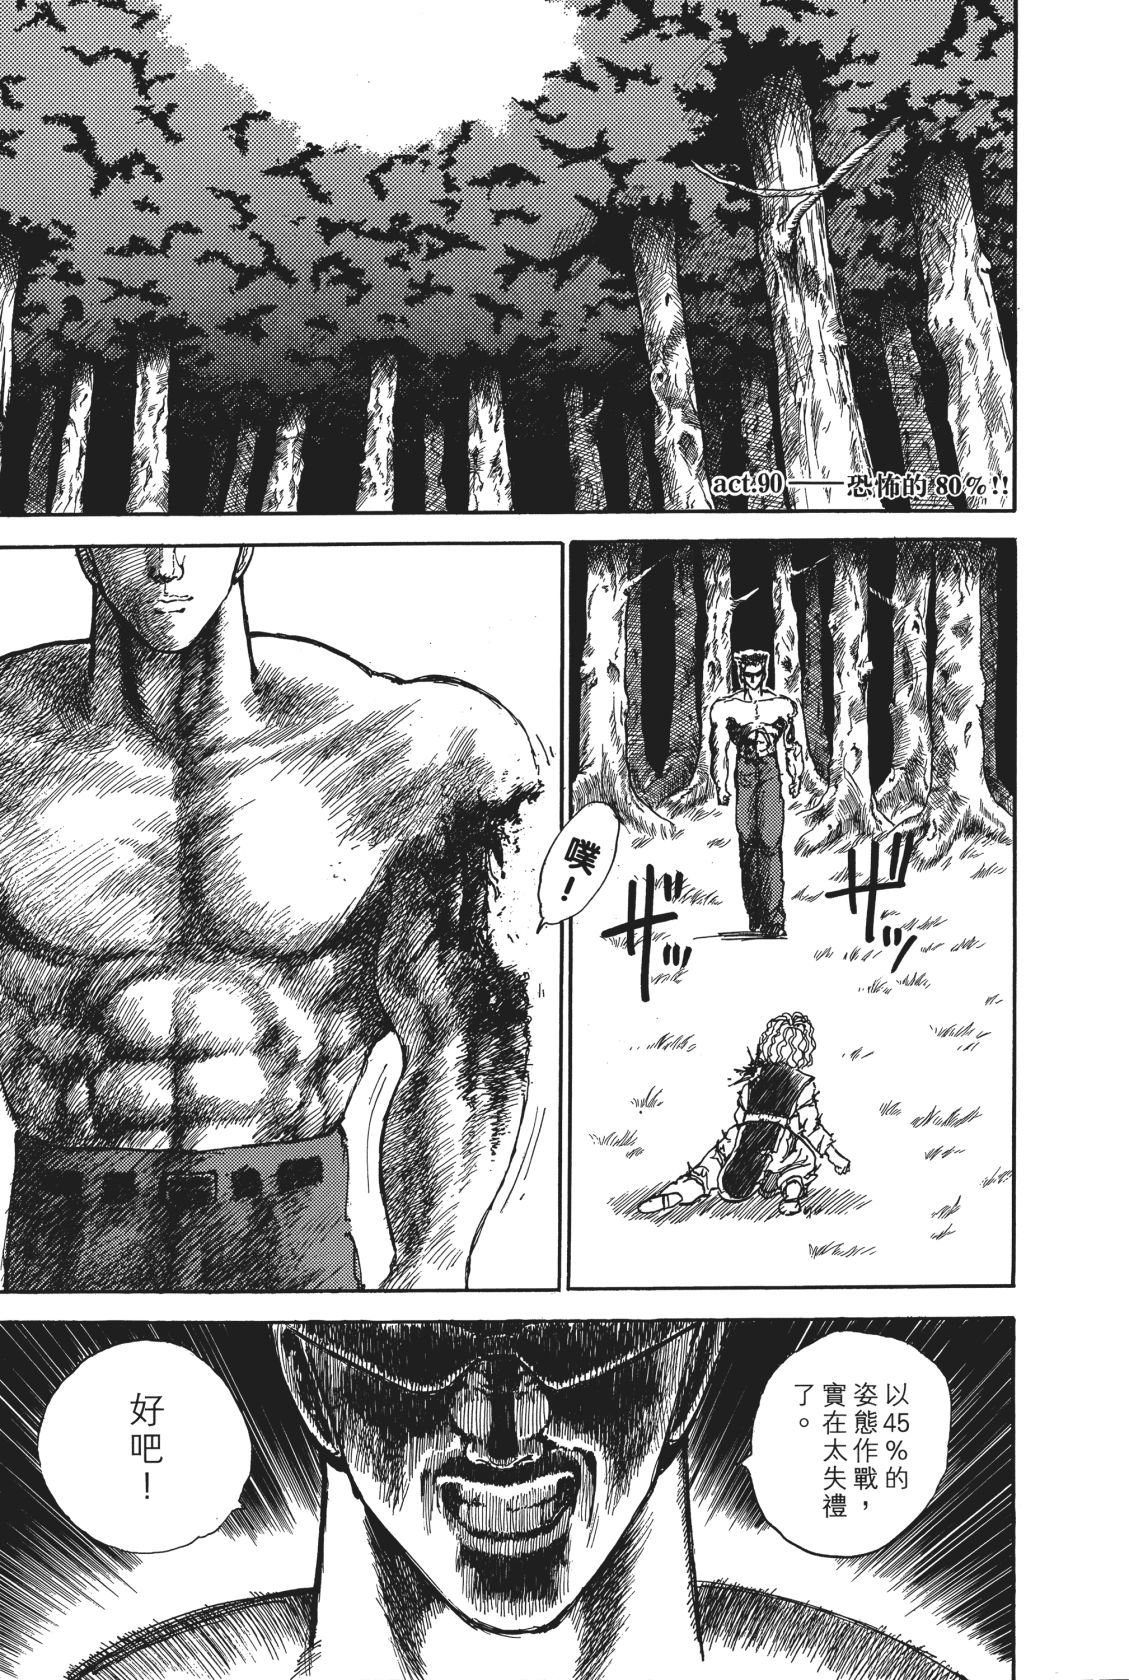 act.90——恐怖的80%!!
ザッ
ザッ
噗！
以45%的
姿態作戰，
實在太失禮
了。
好吧！